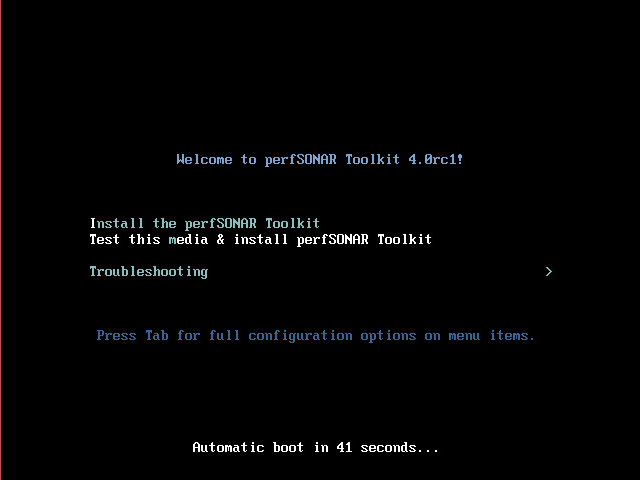 Welcome to perfSONAR Toolkit 4.0rc1!
Install the perfSONAR Toolkit
Test this media & install perfSONAR Toolkit
Troubleshooting >
Press Tab for full configuration options on menu items.
Automatic boot in 41 seconds...